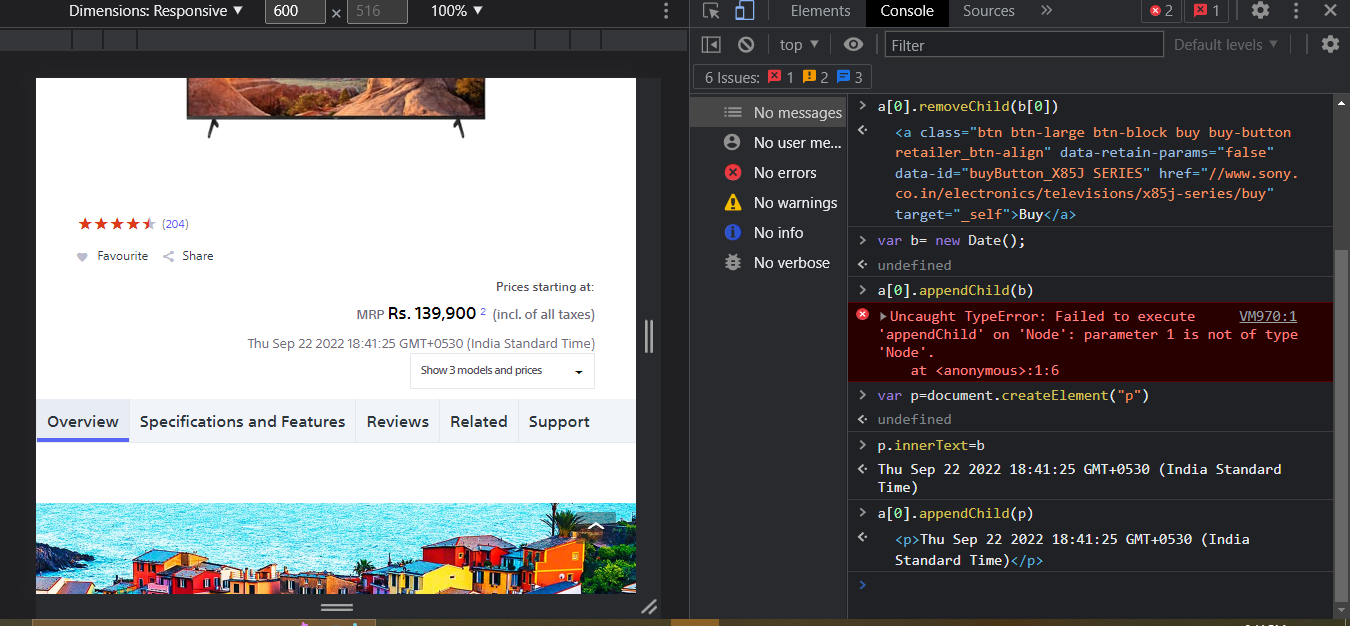 Dimensions: Responsive ▼ 600 × 516 100% ▼
Elements Console Sources » 2 1
top ▼ Filter Default levels ▼
6 Issues: 1 2 3
No messages
No user me...
No errors
No warnings
No info
No verbose
★★★★★ (204)
Favourite Share
Prices starting at:
MRP Rs. 139,900 2 (incl. of all taxes)
Thu Sep 22 2022 18:41:25 GMT+0530 (India Standard Time)
Show 3 models and prices
Overview Specifications and Features Reviews Related Support
> a[0].removeChild(b[0])
<a class="btn btn-large btn-block buy buy-button
retailer_btn-align" data-retain-params="false"
data-id="buyButton_X85J SERIES" href="//www.sony.
co.in/electronics/televisions/x85j-series/buy"
target="_self">Buy</a>
> var b= new Date();
undefined
> a[0].appendChild(b)
▶Uncaught TypeError: Failed to execute VM970:1
'appendChild' on 'Node': parameter 1 is not of type
'Node'.
at <anonymous>:1:6
> var p=document.createElement("p")
undefined
> p.innerText=b
Thu Sep 22 2022 18:41:25 GMT+0530 (India Standard
Time)
> a[0].appendChild(p)
<p>Thu Sep 22 2022 18:41:25 GMT+0530 (India
Standard Time)</p>
>